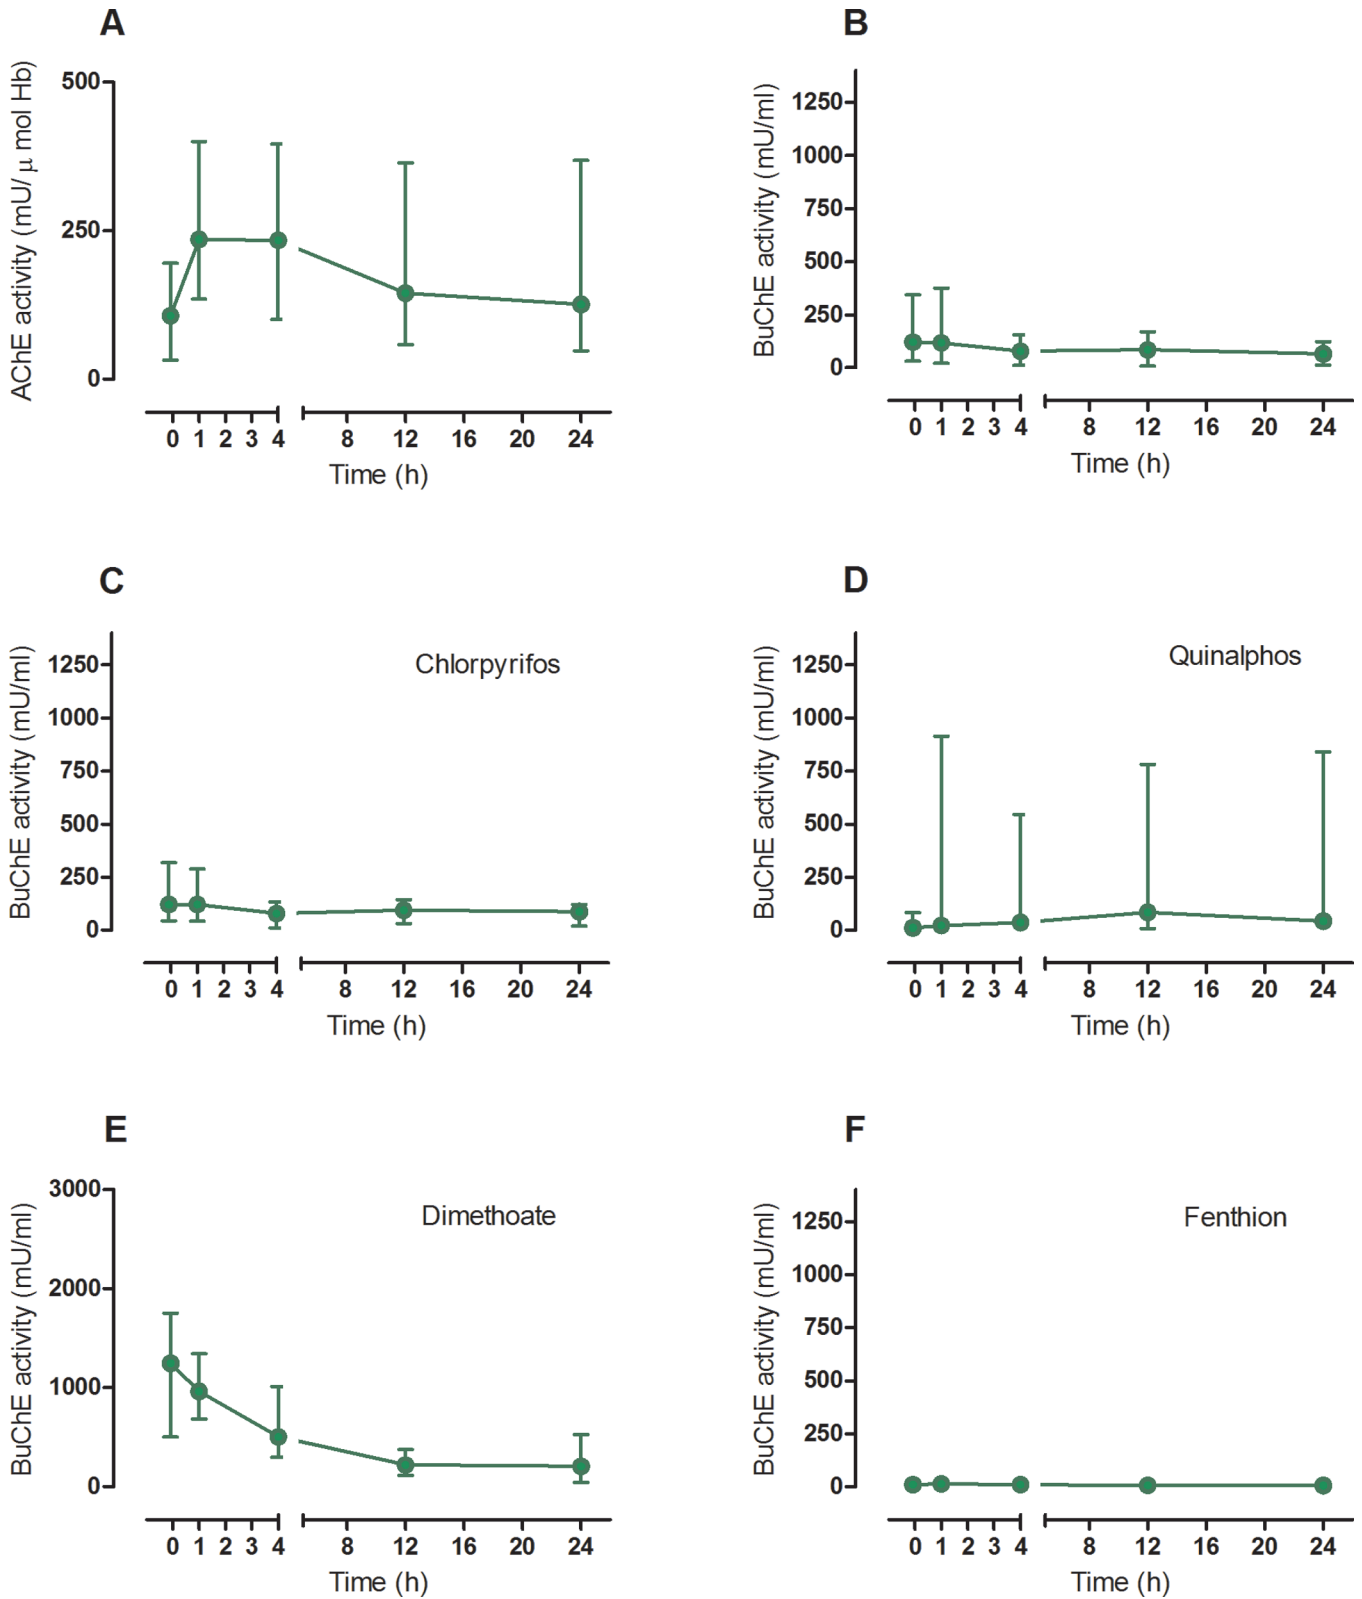 A
AChE activity (mU/ μ mol Hb)
500
250
0
0 1 2 3 4 8 12 16 20 24
Time (h)
B
BuChE activity (mU/ml)
1250
1000
750
500
250
0
0 1 2 3 4 8 12 16 20 24
Time (h)
C
Chlorpyrifos
BuChE activity (mU/ml)
1250
1000
750
500
250
0
0 1 2 3 4 8 12 16 20 24
Time (h)
D
Quinalphos
BuChE activity (mU/ml)
1250
1000
750
500
250
0
0 1 2 3 4 8 12 16 20 24
Time (h)
E
Dimethoate
BuChE activity (mU/ml)
3000
2000
1000
0
0 1 2 3 4 8 12 16 20 24
Time (h)
F
Fenthion
BuChE activity (mU/ml)
1250
1000
750
500
250
0
0 1 2 3 4 8 12 16 20 24
Time (h)